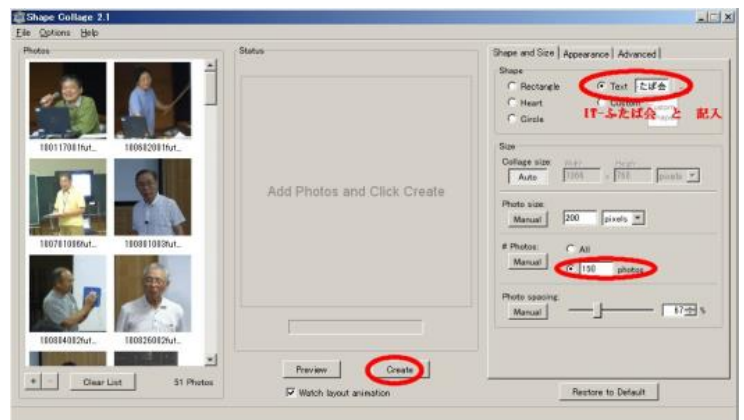 Shape Collage 2.1
File Options Help
Photos
Status
Shape and Size Appearance Advanced
Shape
Rectangle
Text たば会 ..
Heart
Custom
Circle
IT-ふたば会 と 記入
Size
Collage size: Width Height
Auto x pixels
Add Photos and Click Create
Photo size:
Manual 200 pixels
# Photos: All
Manual 150 photos
Photo spacing:
Manual 67 %
Preview Create
+ - Clear List 51 Photos
Watch layout animation
Restore to Default